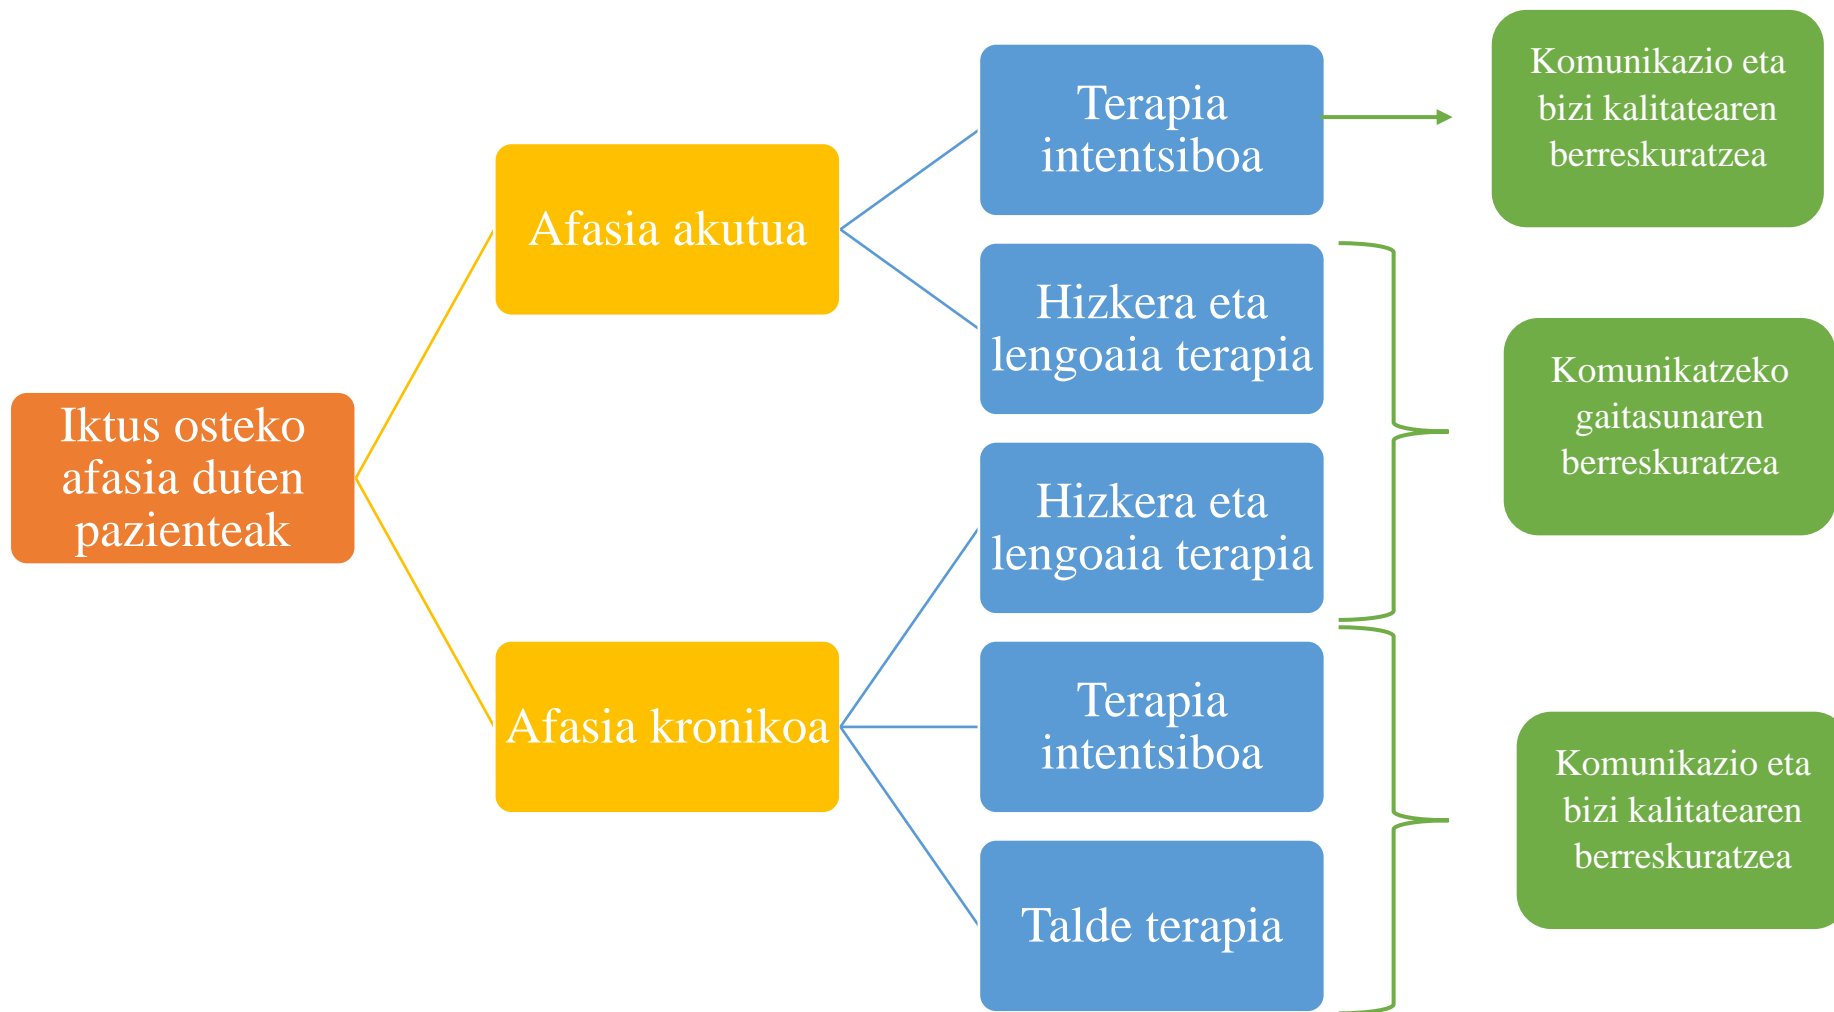 Iktus osteko
afasia duten
pazienteak
Afasia akutua
Afasia kronikoa
Terapia
intentsiboa
Hizkera eta
lengoaia terapia
Hizkera eta
lengoaia terapia
Terapia
intentsiboa
Talde terapia
Komunikazio eta
bizi kalitatearen
berreskuratzea
Komunikatzeko
gaitasunaren
berreskuratzea
Komunikazio eta
bizi kalitatearen
berreskuratzea